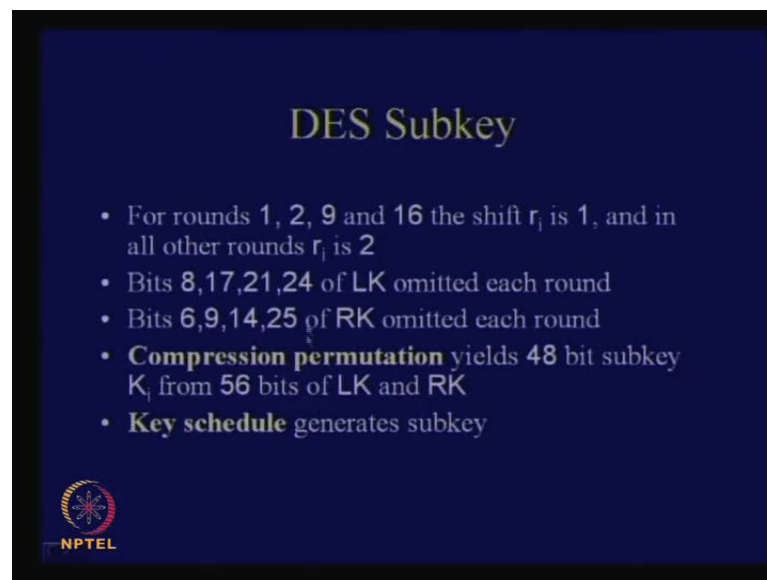 DES Subkey
• For rounds 1, 2, 9 and 16 the shift rᵢ is 1, and in
all other rounds rᵢ is 2
• Bits 8,17,21,24 of LK omitted each round
• Bits 6,9,14,25 of RK omitted each round
• Compression permutation yields 48 bit subkey
Kᵢ from 56 bits of LK and RK
• Key schedule generates subkey
NPTEL